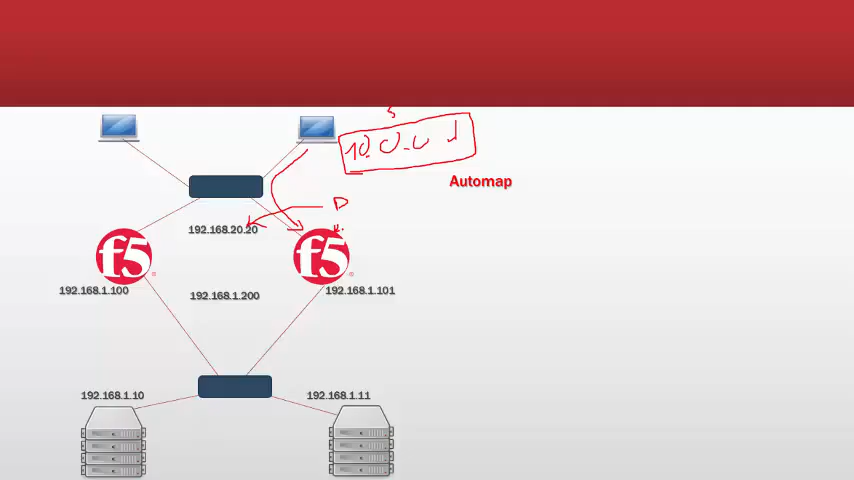 S
10.0.0.1
Automap
D
192.168.20.20
f5
f5
192.168.1.100
192.168.1.200
192.168.1.101
192.168.1.10
192.168.1.11